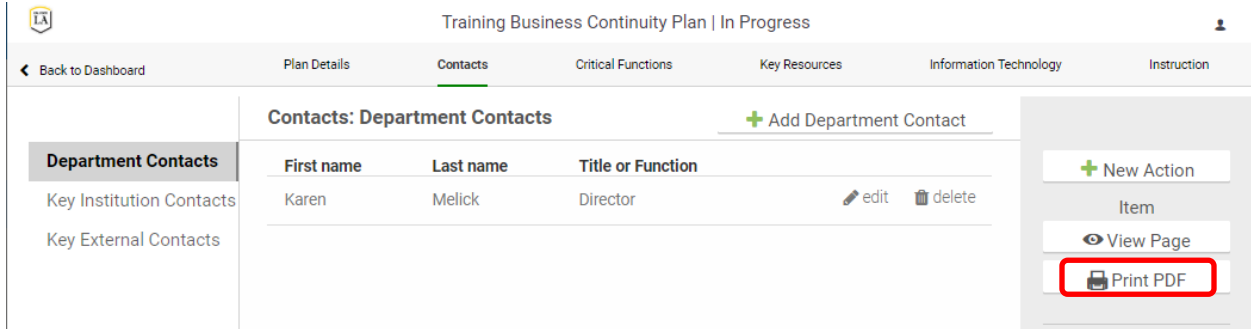 LA
Training Business Continuity Plan | In Progress
Back to Dashboard
Plan Details
Contacts
Critical Functions
Key Resources
Information Technology
Instruction
Contacts: Department Contacts
Add Department Contact
Department Contacts
Key Institution Contacts
Key External Contacts
First name Last name Title or Function
Karen Melick Director edit delete
New Action
Item
View Page
Print PDF